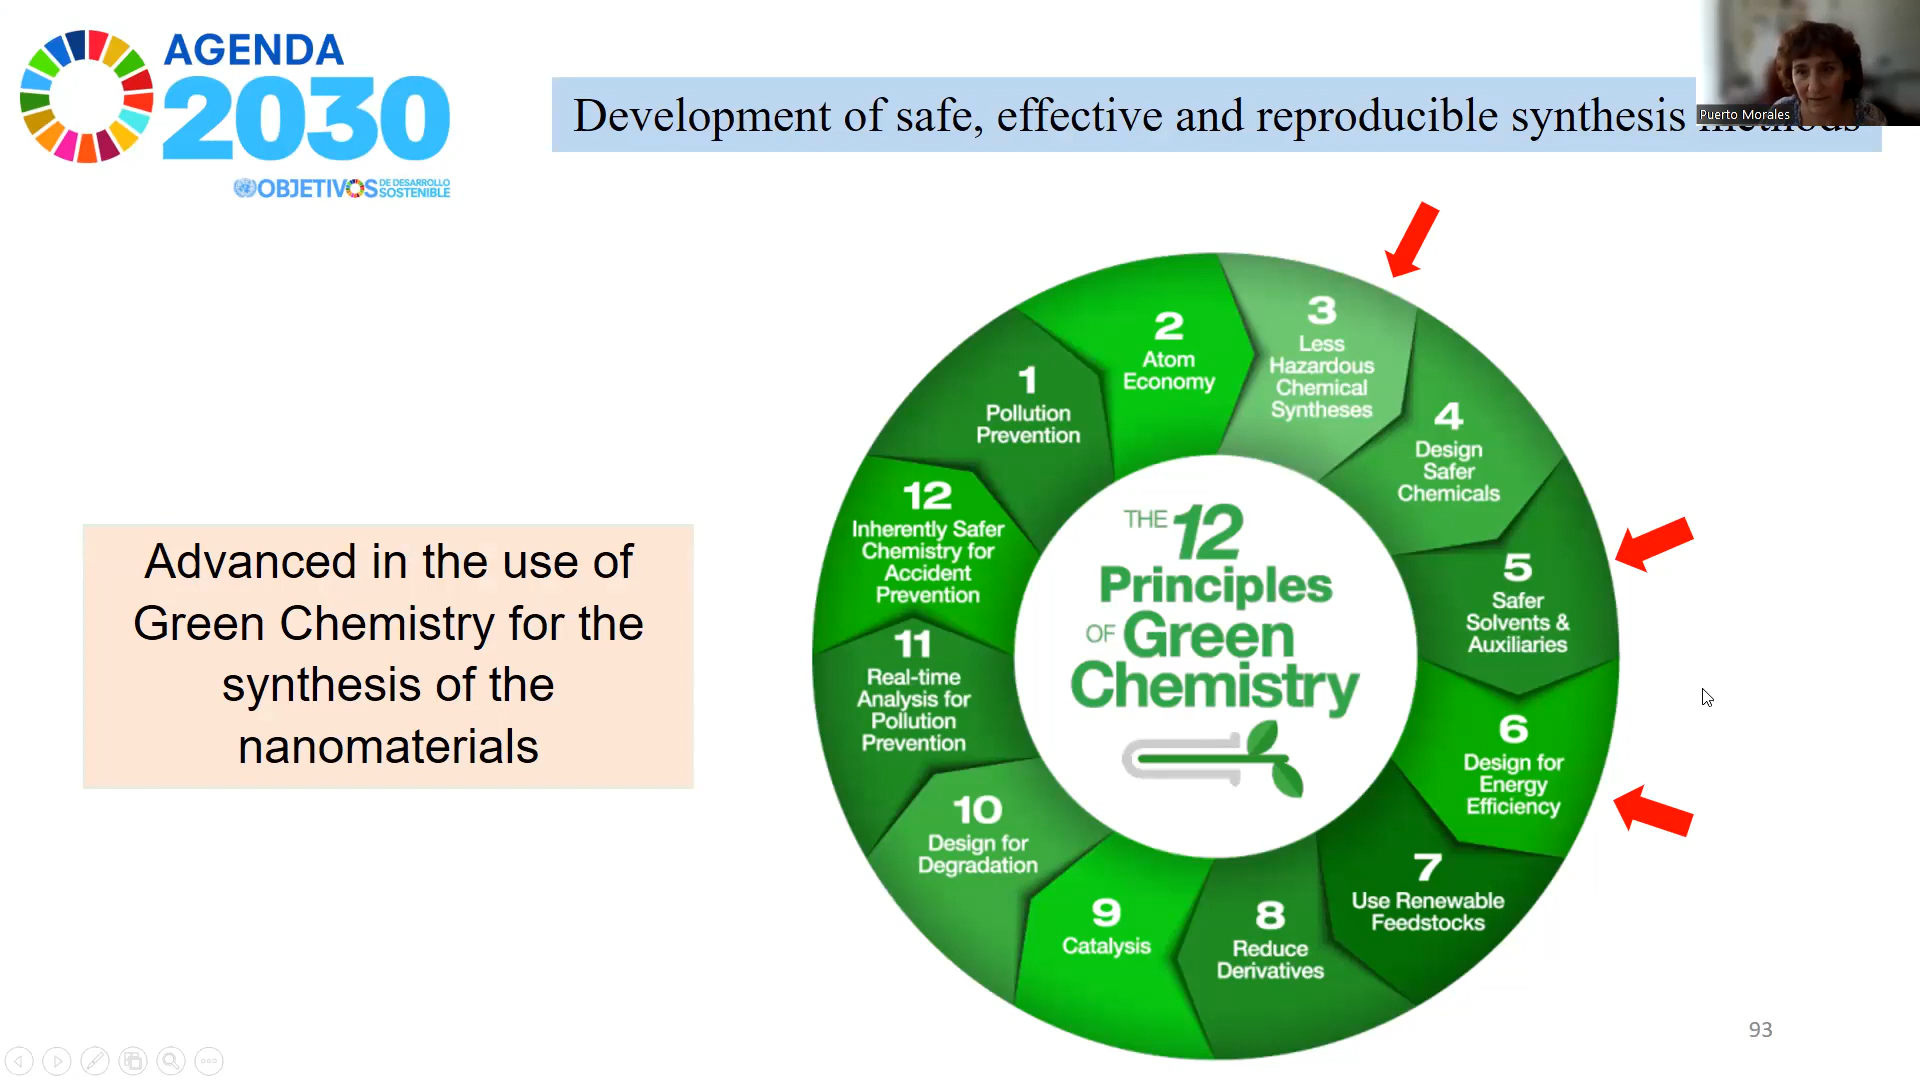 AGENDA
2030
OBJETIVOS DE DESARROLLO SOSTENIBLE
Development of safe, effective and reproducible synthesis
Puerto Morales
Advanced in the use of
Green Chemistry for the
synthesis of the
nanomaterials
THE 12
Principles
OF Green
Chemistry
1
Pollution
Prevention
2
Atom
Economy
3
Less
Hazardous
Chemical
Syntheses
4
Design
Safer
Chemicals
5
Safer
Solvents &
Auxiliaries
6
Design for
Energy
Efficiency
7
Use Renewable
Feedstocks
8
Reduce
Derivatives
9
Catalysis
10
Design for
Degradation
11
Real-time
Analysis for
Pollution
Prevention
12
Inherently Safer
Chemistry for
Accident
Prevention
93